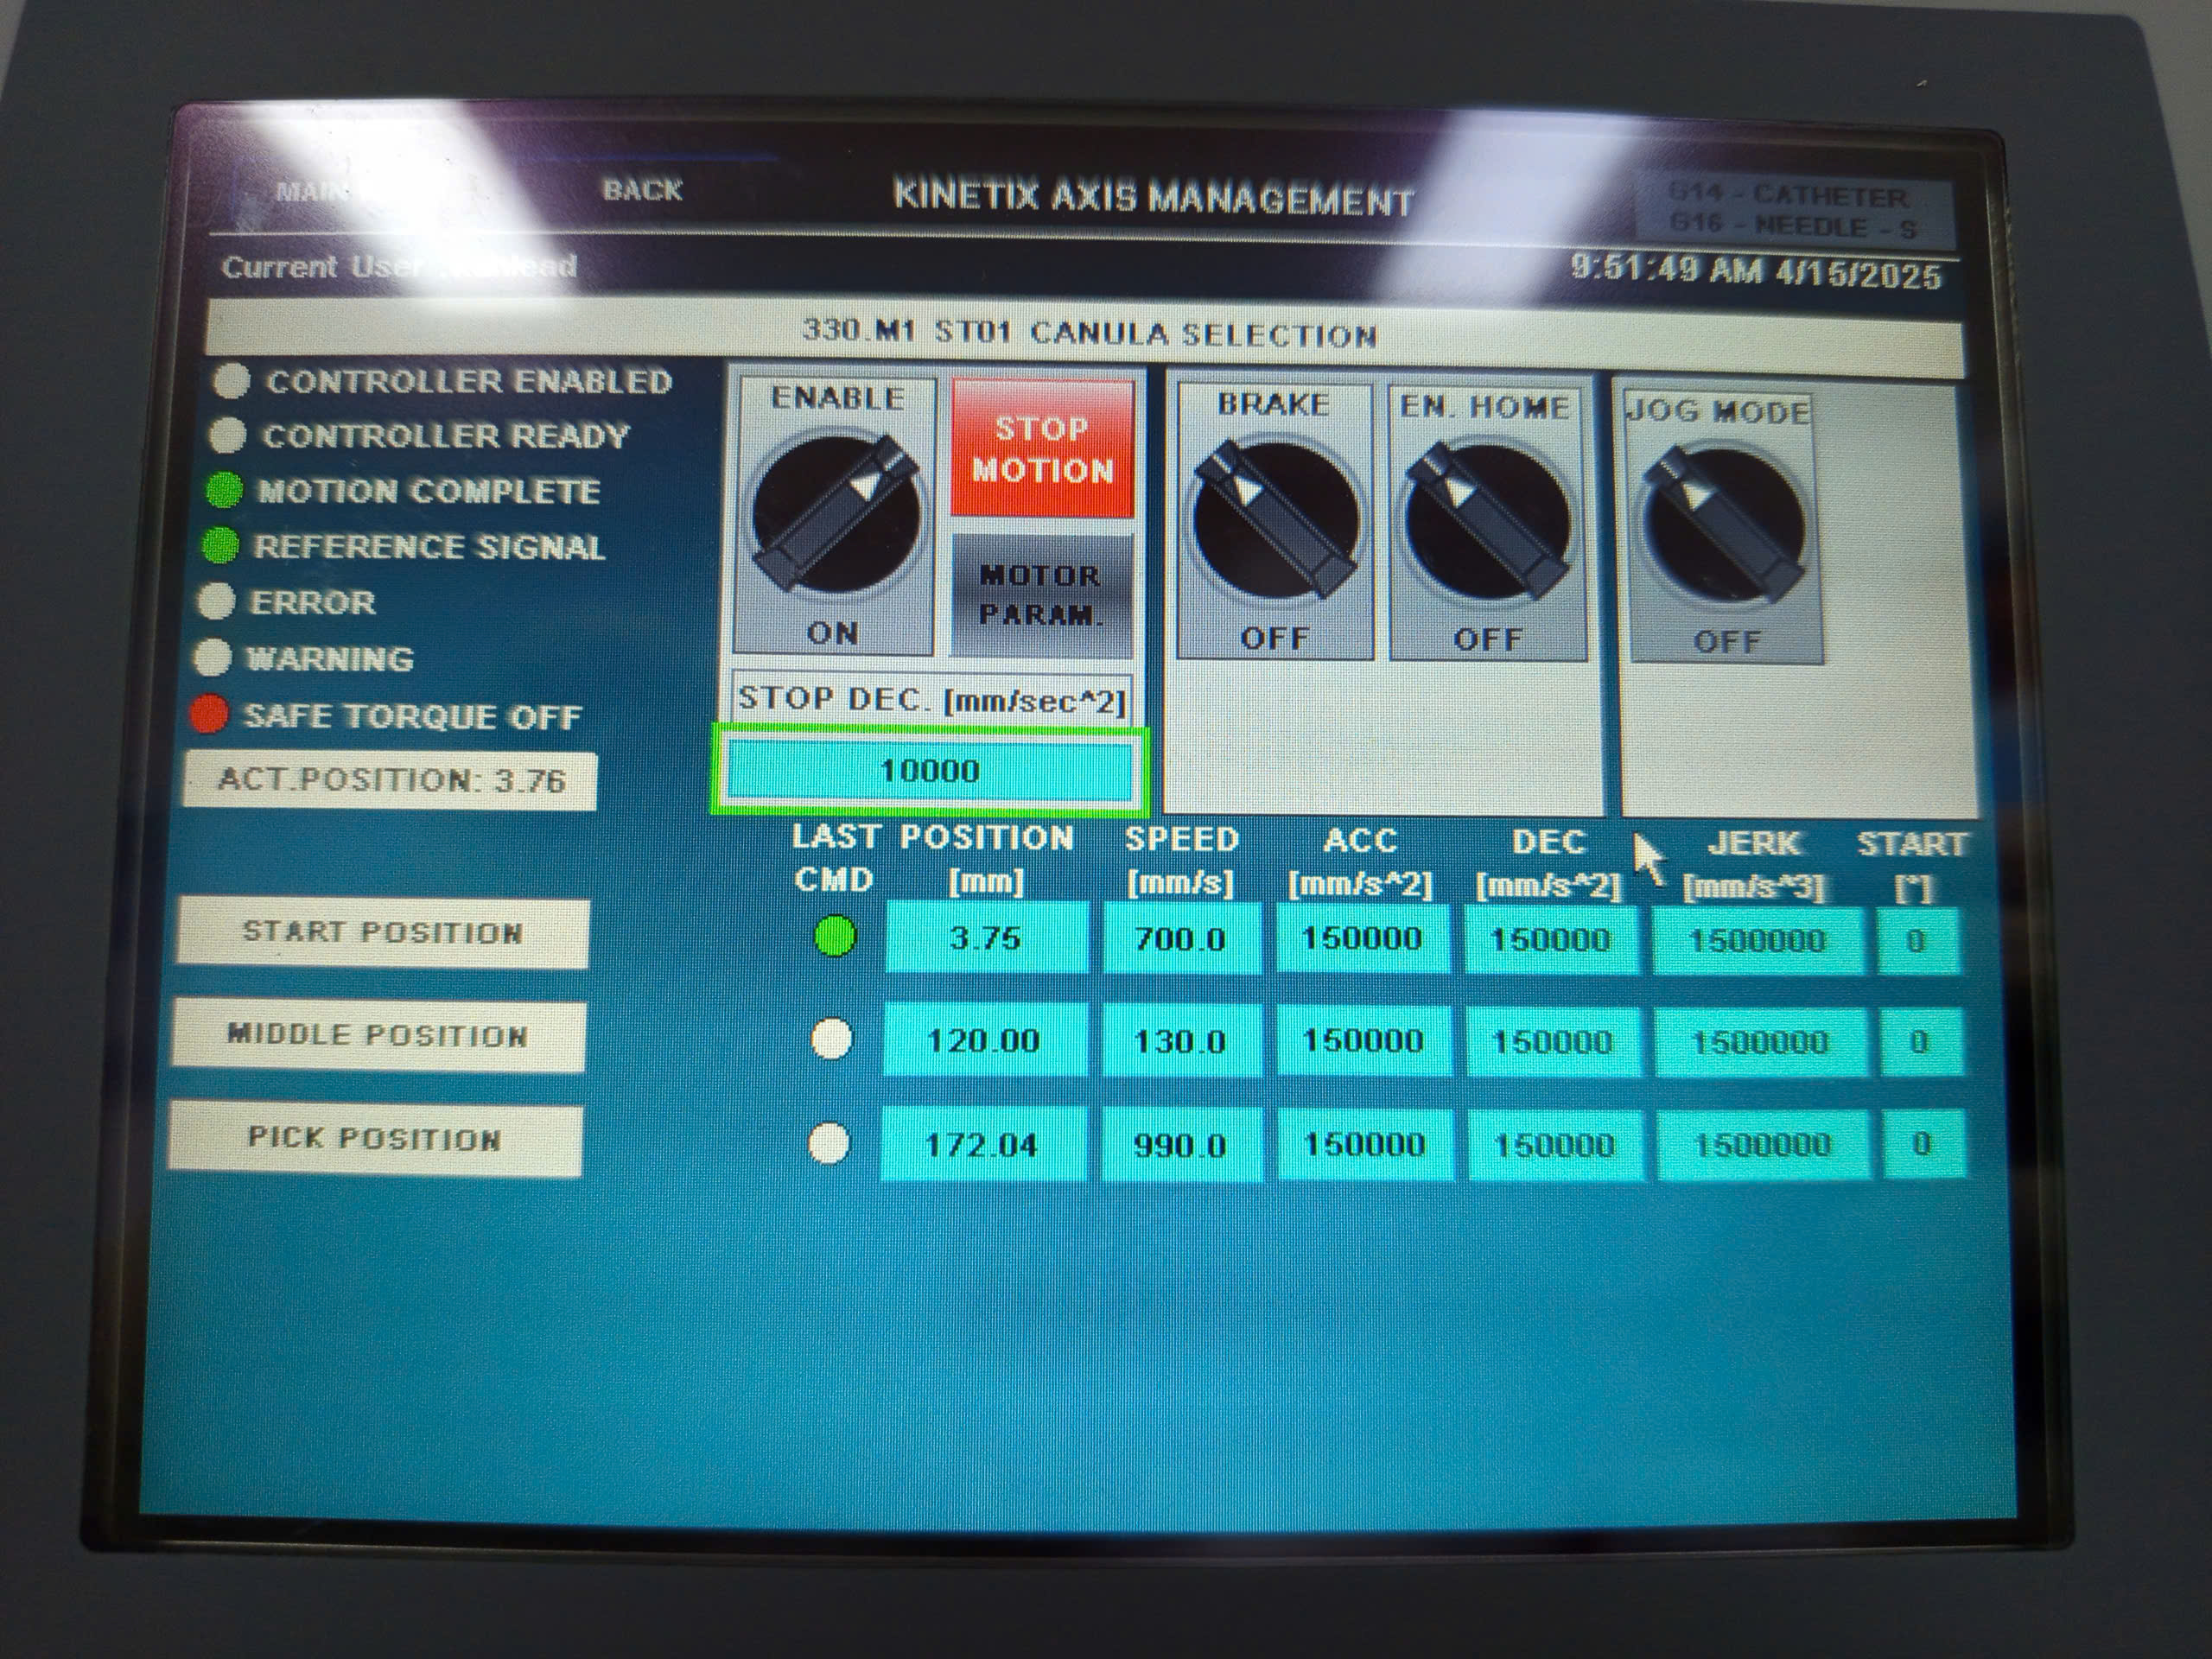 MAIN BACK KINETIX AXIS MANAGEMENT
G14 - CATHETER
G16 - NEEDLE - S
Current User
9:51:49 AM 4/15/2025
330.M1 ST01 CANULA SELECTION
CONTROLLER ENABLED
CONTROLLER READY
MOTION COMPLETE
REFERENCE SIGNAL
ERROR
WARNING
SAFE TORQUE OFF
ACT.POSITION: 3.76
ENABLE
ON
STOP
MOTION
MOTOR
PARAM.
STOP DEC. [mm/sec^2]
10000
BRAKE
OFF
EN. HOME
OFF
JOG MODE
OFF
LAST POSITION SPEED ACC DEC JERK START
CMD [mm] [mm/s] [mm/s^2] [mm/s^2] [mm/s^3] [°]
START POSITION 3.75 700.0 150000 150000 1500000 0
MIDDLE POSITION 120.00 130.0 150000 150000 1500000 0
PICK POSITION 172.04 990.0 150000 150000 1500000 0